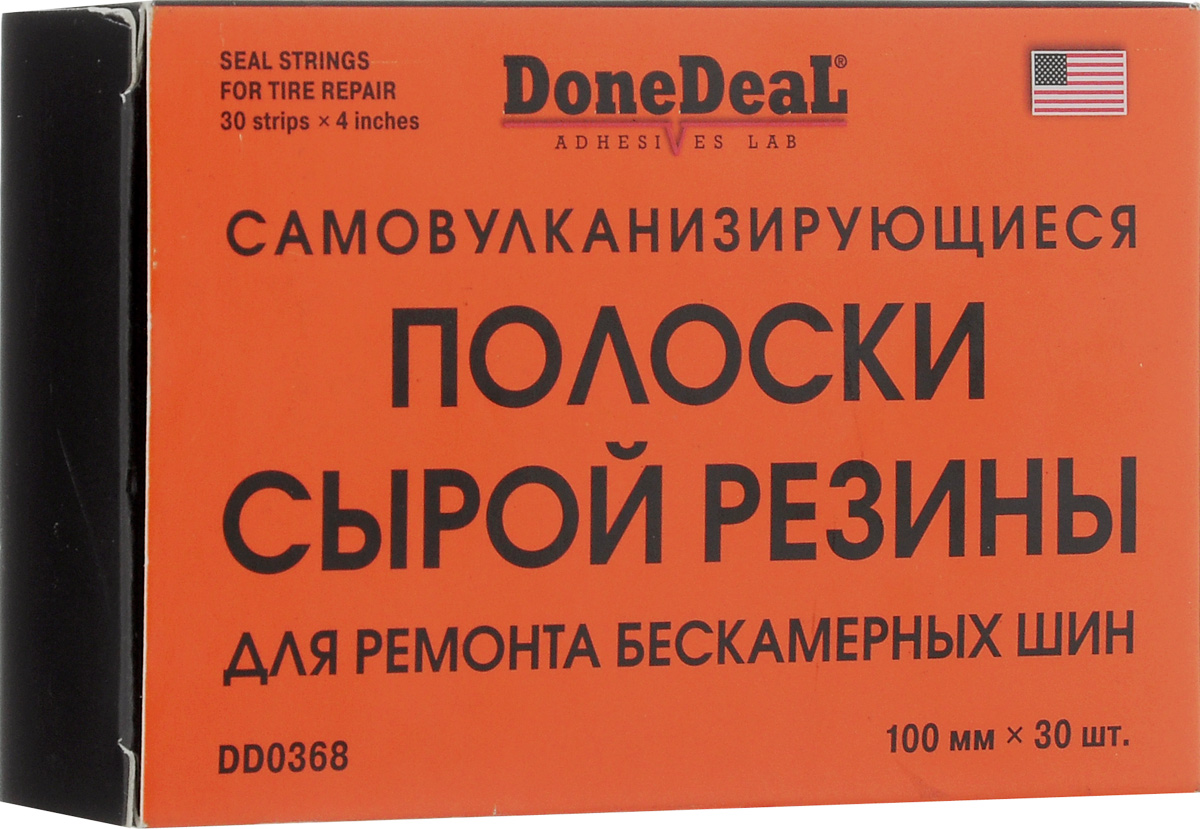 SEAL STRINGS
FOR TIRE REPAIR
30 strips × 4 inches
DoneDeaL®
ADHESIVES LAB
САМОВУЛКАНИЗИРУЮЩИЕСЯ
ПОЛОСКИ
СЫРОЙ РЕЗИНЫ
ДЛЯ РЕМОНТА БЕСКАМЕРНЫХ ШИН
DD0368
100 мм × 30 шт.